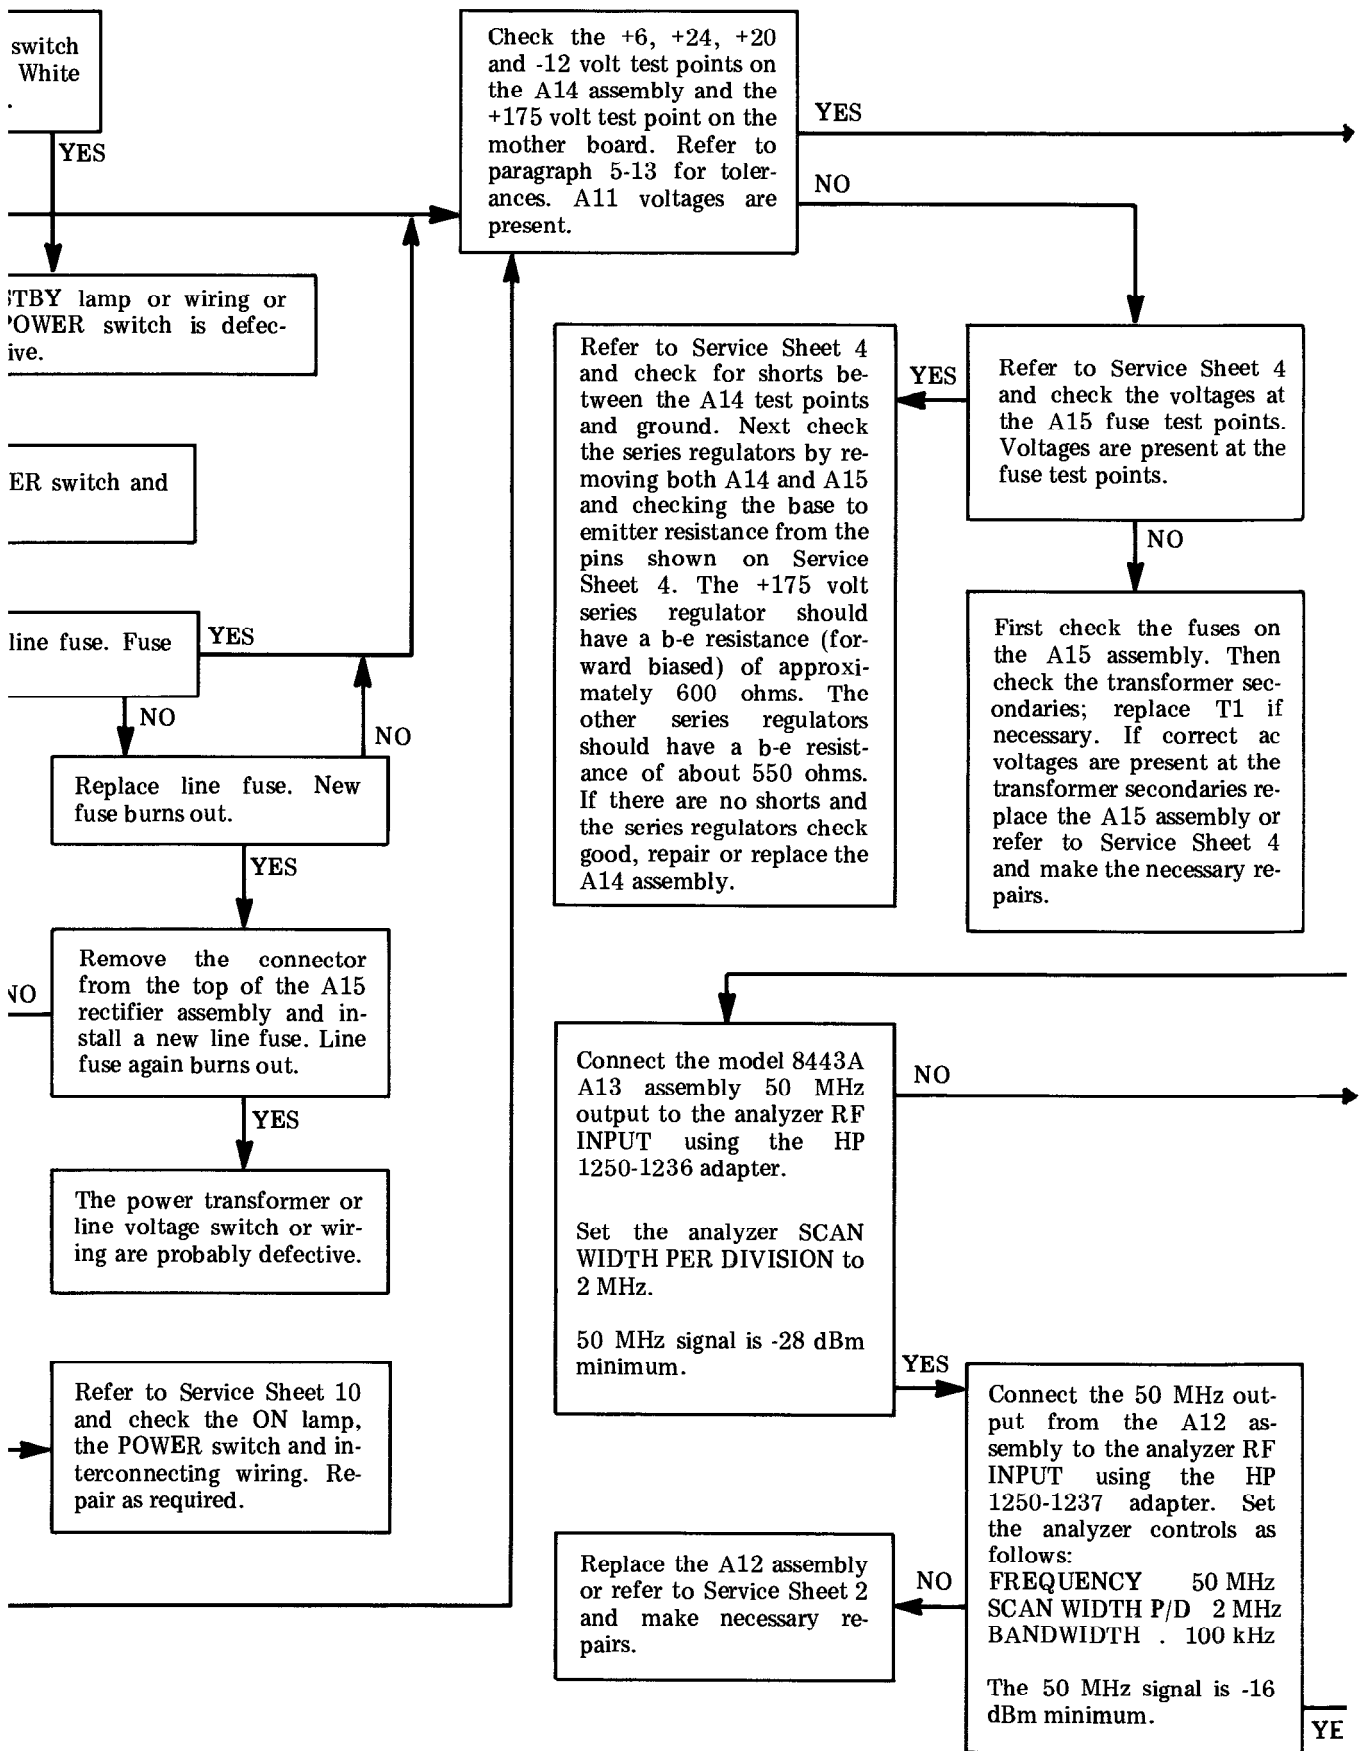 switch
White
.
YES
TBY lamp or wiring or
POWER switch is defec-
ive.
ER switch and
line fuse. Fuse
YES
NO
NO
Replace line fuse. New
fuse burns out.
YES
Remove the connector
from the top of the A15
rectifier assembly and in-
stall a new line fuse. Line
fuse again burns out.
NO
YES
The power transformer or
line voltage switch or wir-
ing are probably defective.
Refer to Service Sheet 10
and check the ON lamp,
the POWER switch and in-
terconnecting wiring. Re-
pair as required.
Check the +6, +24, +20
and -12 volt test points on
the A14 assembly and the
+175 volt test point on the
mother board. Refer to
paragraph 5-13 for toler-
ances. A11 voltages are
present.
YES
NO
Refer to Service Sheet 4
and check the voltages at
the A15 fuse test points.
Voltages are present at the
fuse test points.
YES
NO
Refer to Service Sheet 4
and check for shorts be-
tween the A14 test points
and ground. Next check
the series regulators by re-
moving both A14 and A15
and checking the base to
emitter resistance from the
pins shown on Service
Sheet 4. The +175 volt
series regulator should
have a b-e resistance (for-
ward biased) of approxi-
mately 600 ohms. The
other series regulators
should have a b-e resist-
ance of about 550 ohms.
If there are no shorts and
the series regulators check
good, repair or replace the
A14 assembly.
First check the fuses on
the A15 assembly. Then
check the transformer sec-
ondaries; replace T1 if
necessary. If correct ac
voltages are present at the
transformer secondaries re-
place the A15 assembly or
refer to Service Sheet 4
and make the necessary re-
pairs.
Connect the model 8443A
A13 assembly 50 MHz
output to the analyzer RF
INPUT using the HP
1250-1236 adapter.
Set the analyzer SCAN
WIDTH PER DIVISION to
2 MHz.
50 MHz signal is -28 dBm
minimum.
NO
YES
Connect the 50 MHz out-
put from the A12 as-
sembly to the analyzer RF
INPUT using the HP
1250-1237 adapter. Set
the analyzer controls as
follows:
FREQUENCY 50 MHz
SCAN WIDTH P/D 2 MHz
BANDWIDTH . 100 kHz
The 50 MHz signal is -16
dBm minimum.
NO
YE
Replace the A12 assembly
or refer to Service Sheet 2
and make necessary re-
pairs.